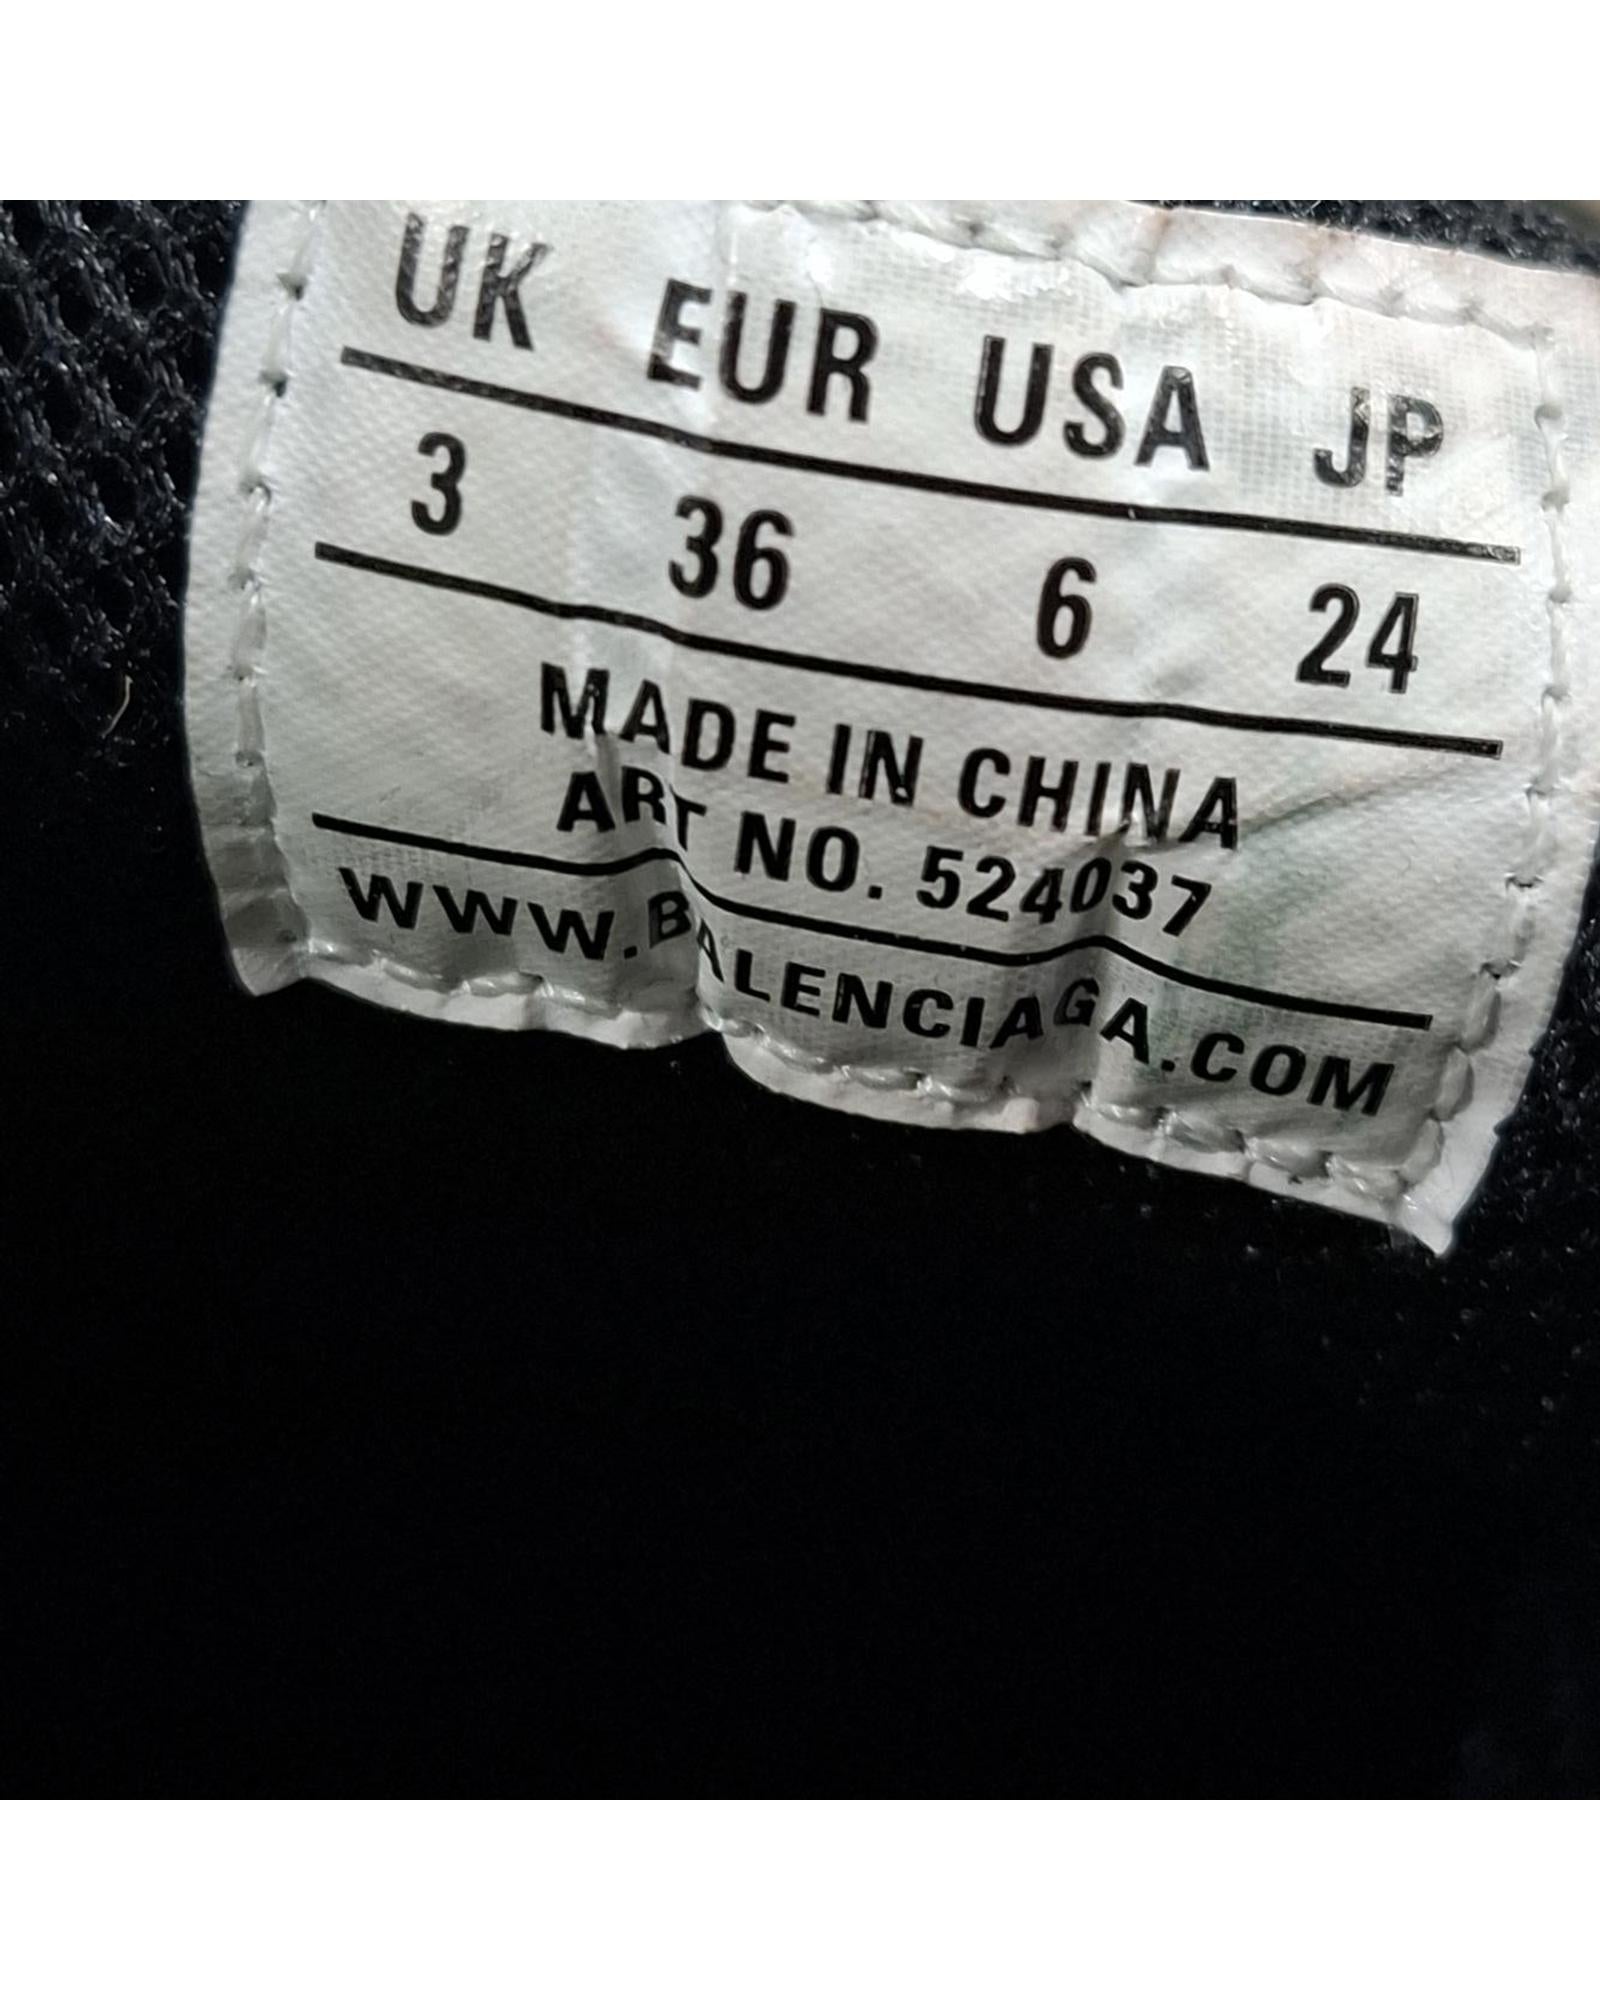 UK EUR USA JP
3 36 6 24
MADE IN CHINA
ART NO. 524037
WWW.BALENCIAGA.COM